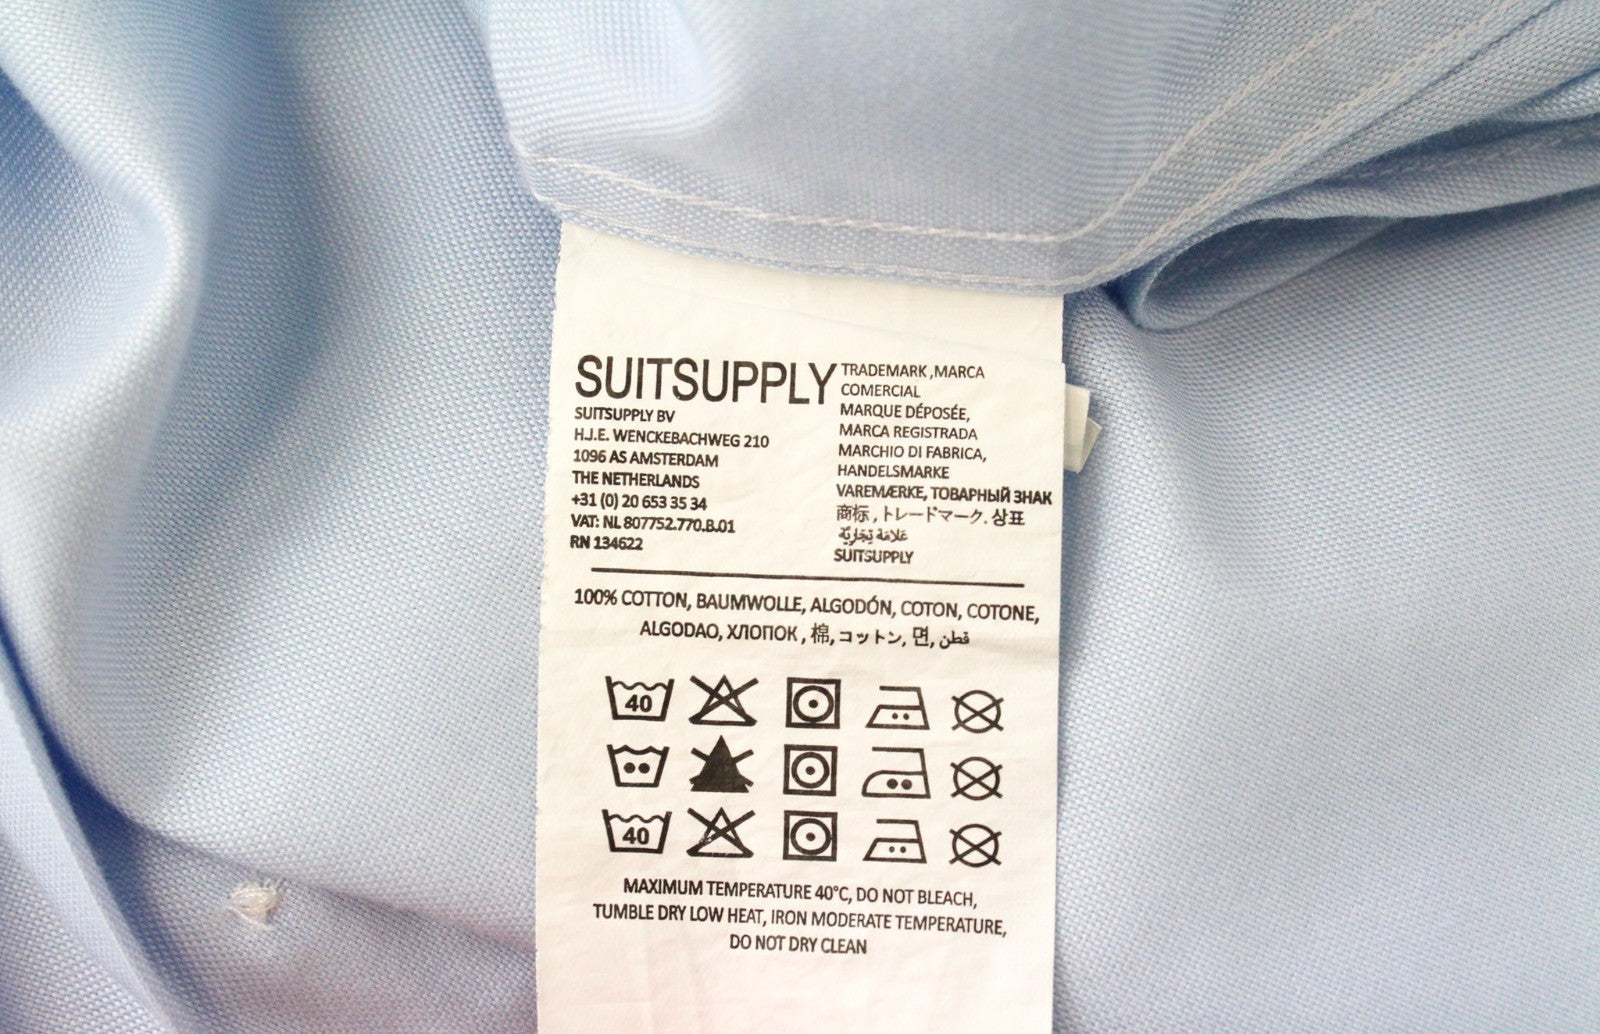 SUITSUPPLY
SUITSUPPLY BV
H.J.E. WENCKEBACHWEG 210
1096 AS AMSTERDAM
THE NETHERLANDS
+31 (0) 20 653 35 34
VAT: NL 807752.770.B.01
RN 134622
TRADEMARK ,MARCA
COMERCIAL
MARQUE DÉPOSÉE,
MARCA REGISTRADA
MARCHIO DI FABRICA,
HANDELSMARKE
VAREMÆRKE, ТОВАРНЫЙ ЗНАК
商标 , トレードマーク. 상표
عَلامَة تِجَارِيَّة
SUITSUPPLY
100% COTTON, BAUMWOLLE, ALGODÓN, COTON, COTONE,
ALGODAO, ХЛОПОК , 棉, コットン, 면, قطن
40
40
MAXIMUM TEMPERATURE 40°C, DO NOT BLEACH,
TUMBLE DRY LOW HEAT, IRON MODERATE TEMPERATURE,
DO NOT DRY CLEAN